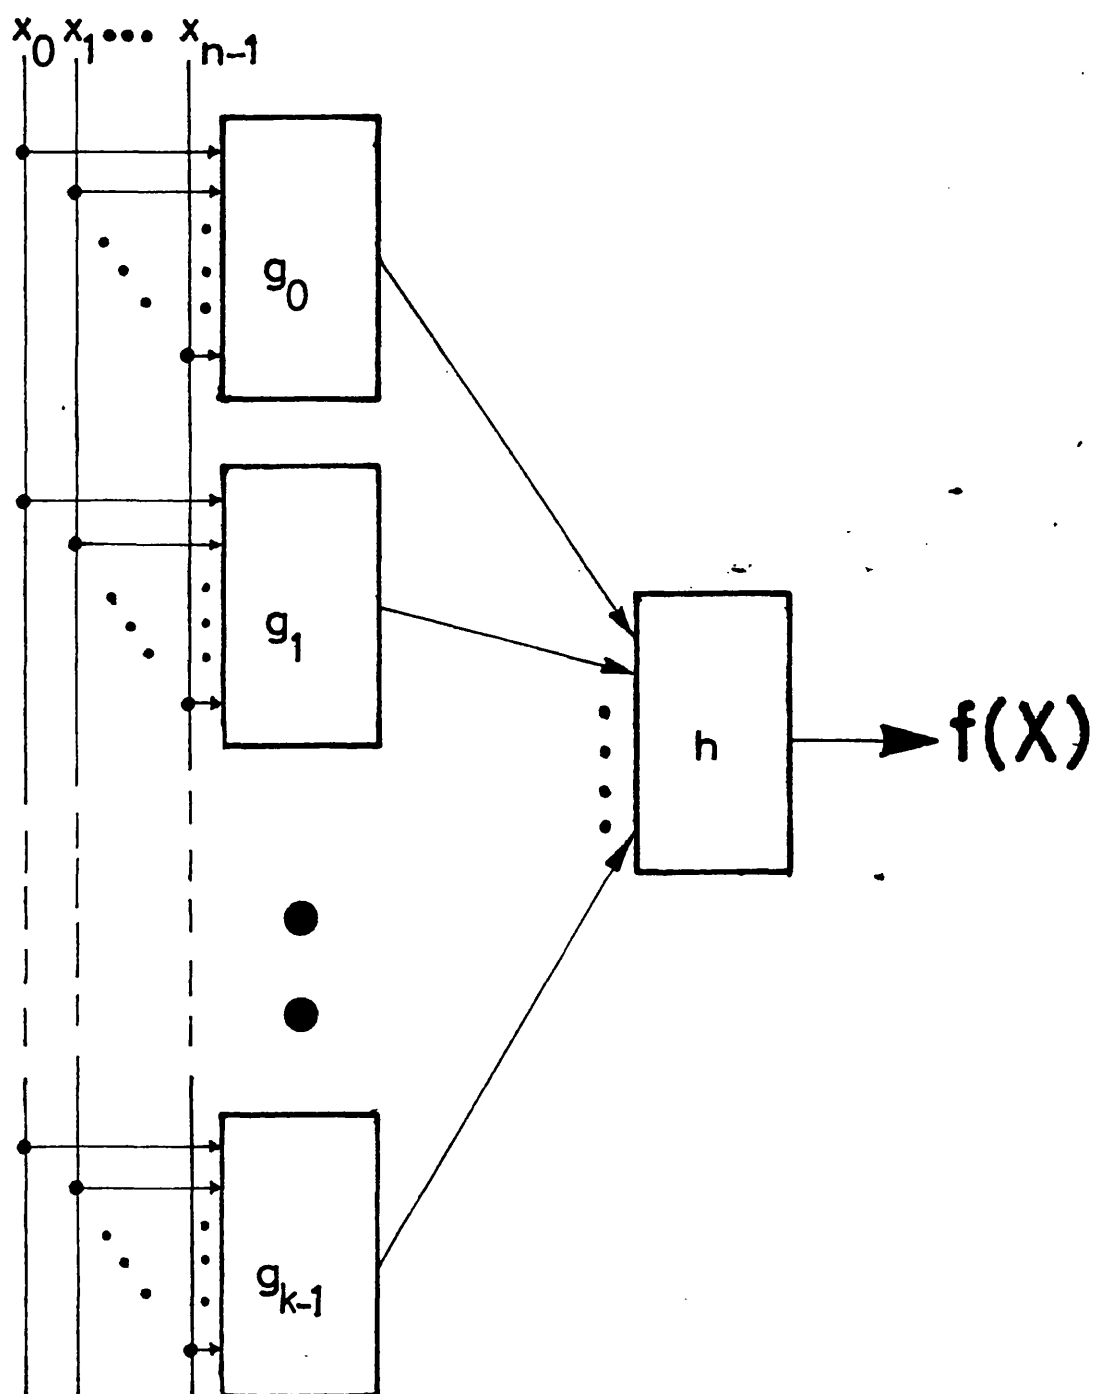 x₀ x₁ ••• xₙ₋₁
g₀
g₁
h
f(X)
gₖ₋₁